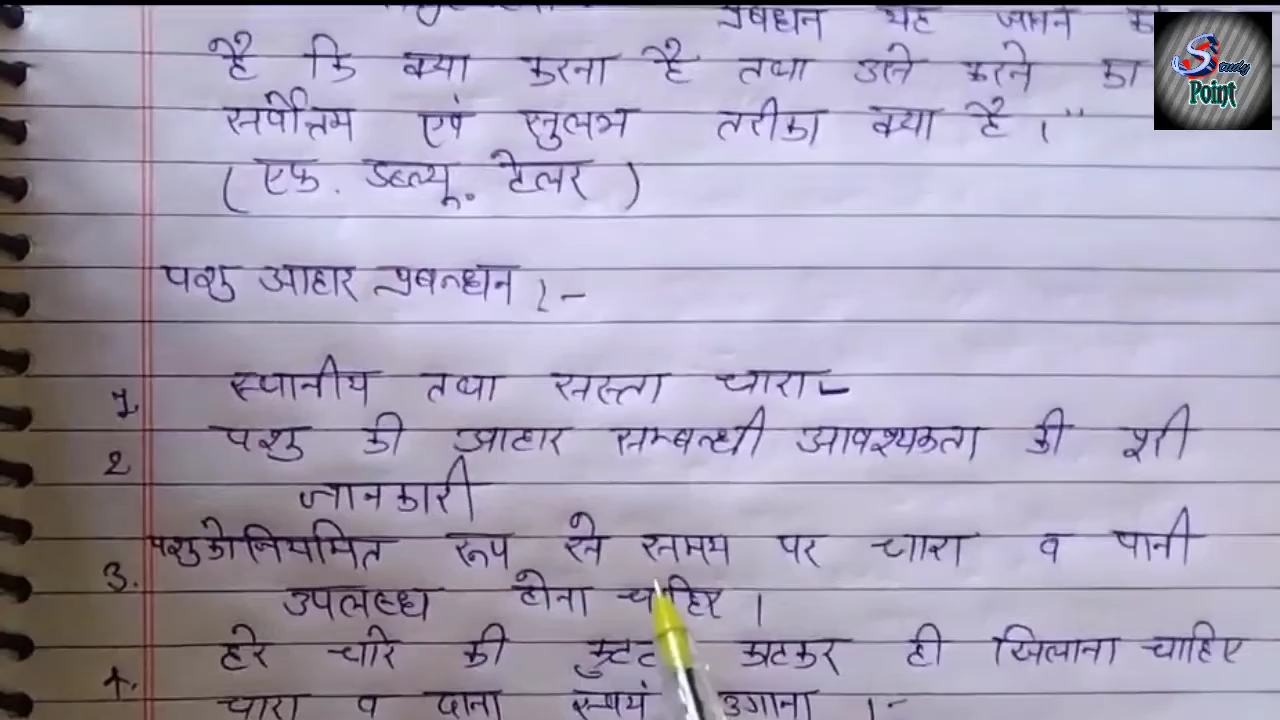 प्रबंधन यह जानने की
है कि क्या करना है तथा उसे करने का
सर्वोत्तम एवं सुलभ तरीका क्या है।"
(एफ. डब्ल्यू. टेलर)
पशु आहार प्रबन्धन :-
1. स्थानीय तथा सस्ता चारा -
2 पशु की आहार सम्बन्धी आवश्यकता की
जानकारी
3. पशु को नियमित रूप से समय पर चारा व पानी
उपलब्ध होना चाहिए।
4. हरे चारे की काटकर ही खिलाना चाहिए
चारा व दाना स्वयं उगाना।-
Study
Point